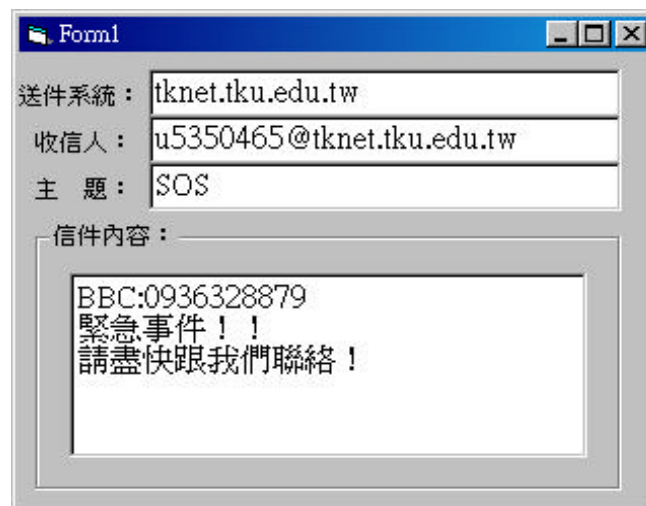 Form1
送件系統：tknet.tku.edu.tw
收信人：u5350465@tknet.tku.edu.tw
主 題：SOS
信件內容：
BBC:0936328879
緊急事件！！
請盡快跟我們聯絡！